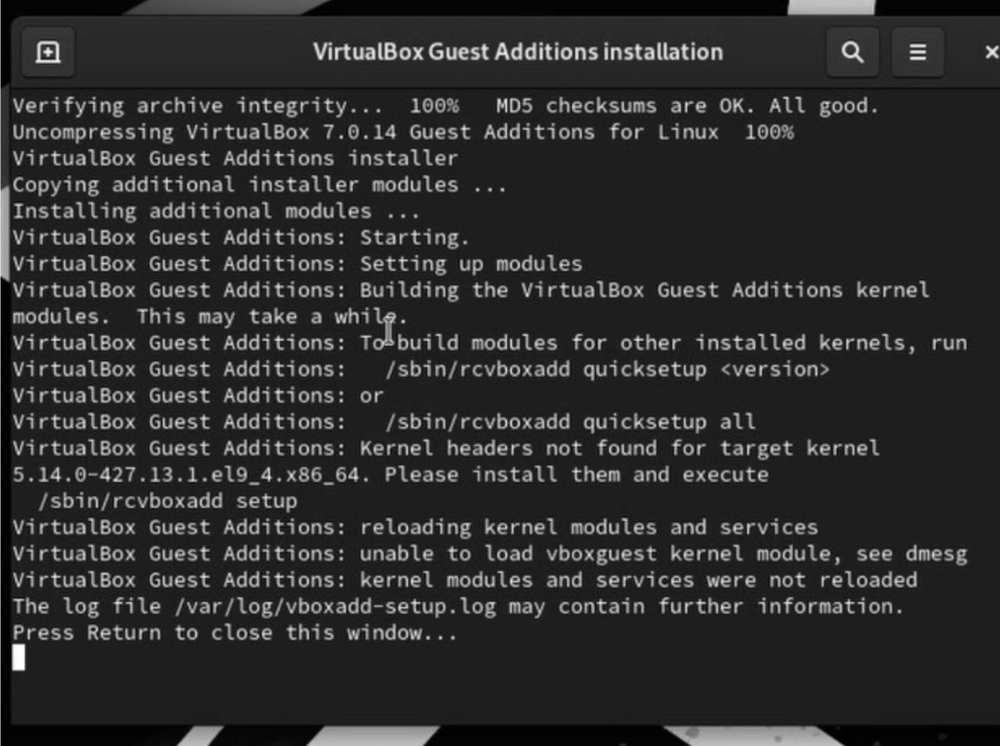 VirtualBox Guest Additions installation
Verifying archive integrity...  100%   MD5 checksums are OK. All good.
Uncompressing VirtualBox 7.0.14 Guest Additions for Linux  100%
VirtualBox Guest Additions installer
Copying additional installer modules ...
Installing additional modules ...
VirtualBox Guest Additions: Starting.
VirtualBox Guest Additions: Setting up modules
VirtualBox Guest Additions: Building the VirtualBox Guest Additions kernel
modules.  This may take a while.
VirtualBox Guest Additions: To build modules for other installed kernels, run
VirtualBox Guest Additions:   /sbin/rcvboxadd quicksetup <version>
VirtualBox Guest Additions: or
VirtualBox Guest Additions:   /sbin/rcvboxadd quicksetup all
VirtualBox Guest Additions: Kernel headers not found for target kernel
5.14.0-427.13.1.el9_4.x86_64. Please install them and execute
  /sbin/rcvboxadd setup
VirtualBox Guest Additions: reloading kernel modules and services
VirtualBox Guest Additions: unable to load vboxguest kernel module, see dmesg
VirtualBox Guest Additions: kernel modules and services were not reloaded
The log file /var/log/vboxadd-setup.log may contain further information.
Press Return to close this window...